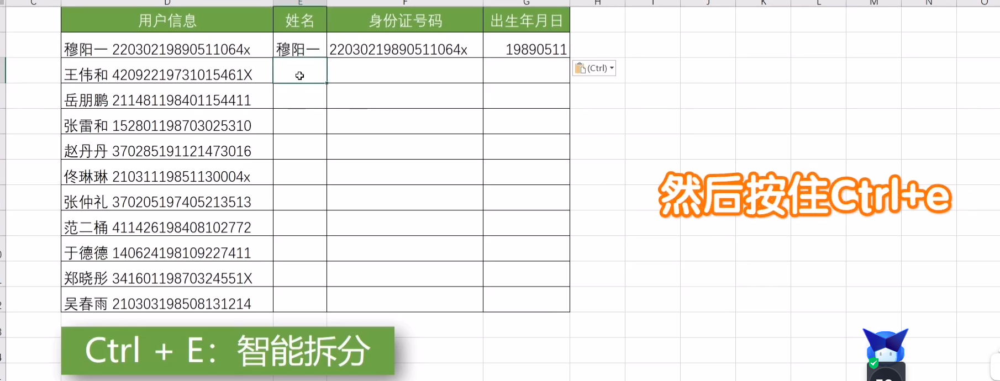 C D E F G H I J K L M N O
用户信息 姓名 身份证号码 出生年月日
穆阳一 22030219890511064x 穆阳一 22030219890511064x 19890511
王伟和 42092219731015461X
(Ctrl)
岳朋鹏 211481198401154411
张雷和 152801198703025310
赵丹丹 370285191121473016
佟琳琳 21031119851130004x
张仲礼 370205197405213513
范二桶 411426198408102772
于德德 140624198109227411
郑晓彤 34160119870324551X
吴春雨 210303198508131214
然后按住Ctrl+e
Ctrl + E：智能拆分